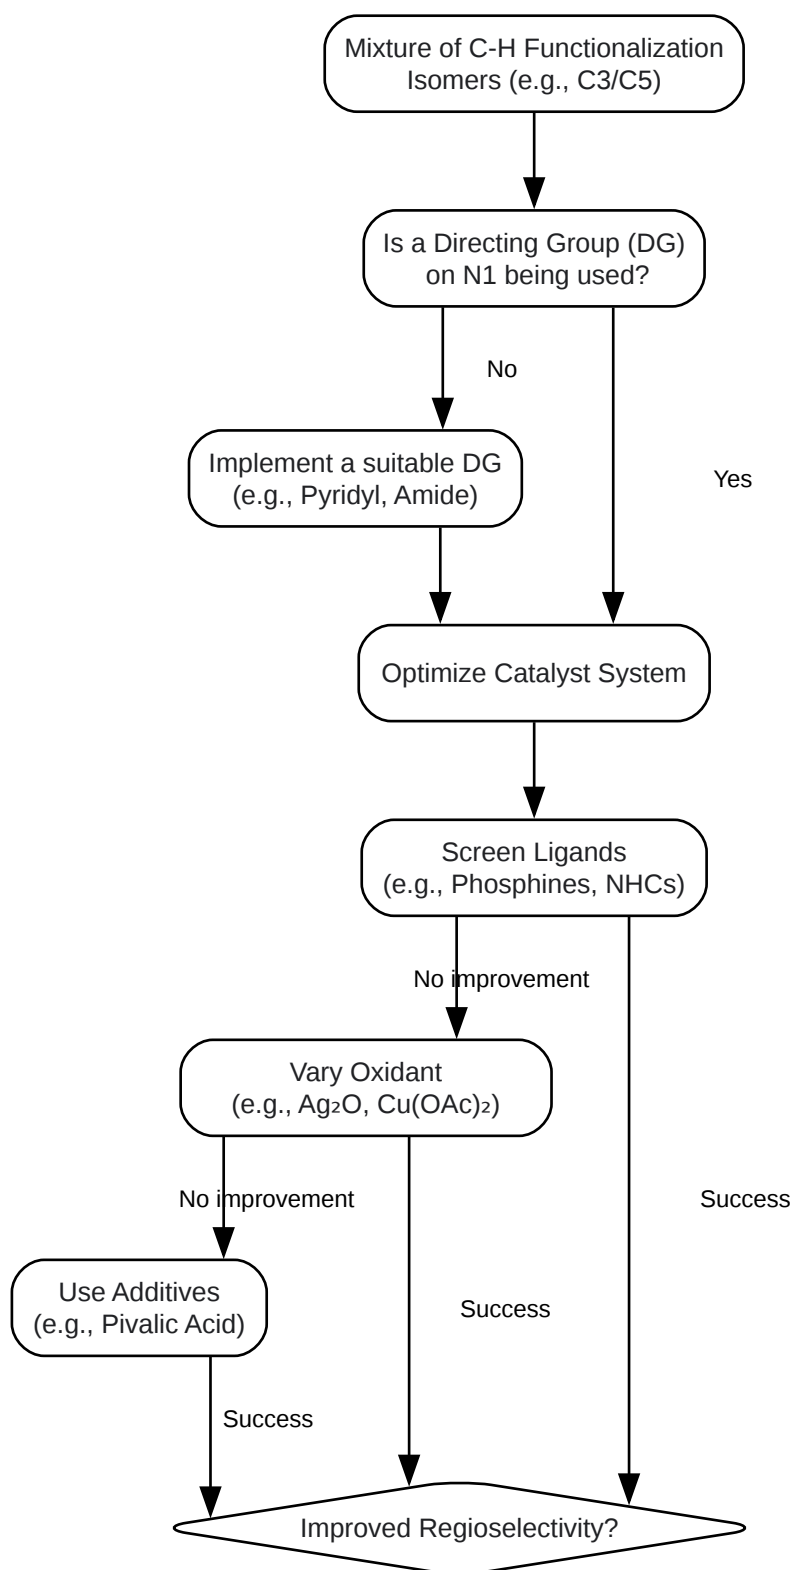 Mixture of C-H Functionalization
Isomers (e.g., C3/C5)
Is a Directing Group (DG)
on N1 being used?
No
Implement a suitable DG
(e.g., Pyridyl, Amide)
Yes
Optimize Catalyst System
Screen Ligands
(e.g., Phosphines, NHCs)
No improvement
Vary Oxidant
(e.g., Ag₂O, Cu(OAc)₂)
No improvement
Success
Use Additives
(e.g., Pivalic Acid)
Success
Success
Improved Regioselectivity?